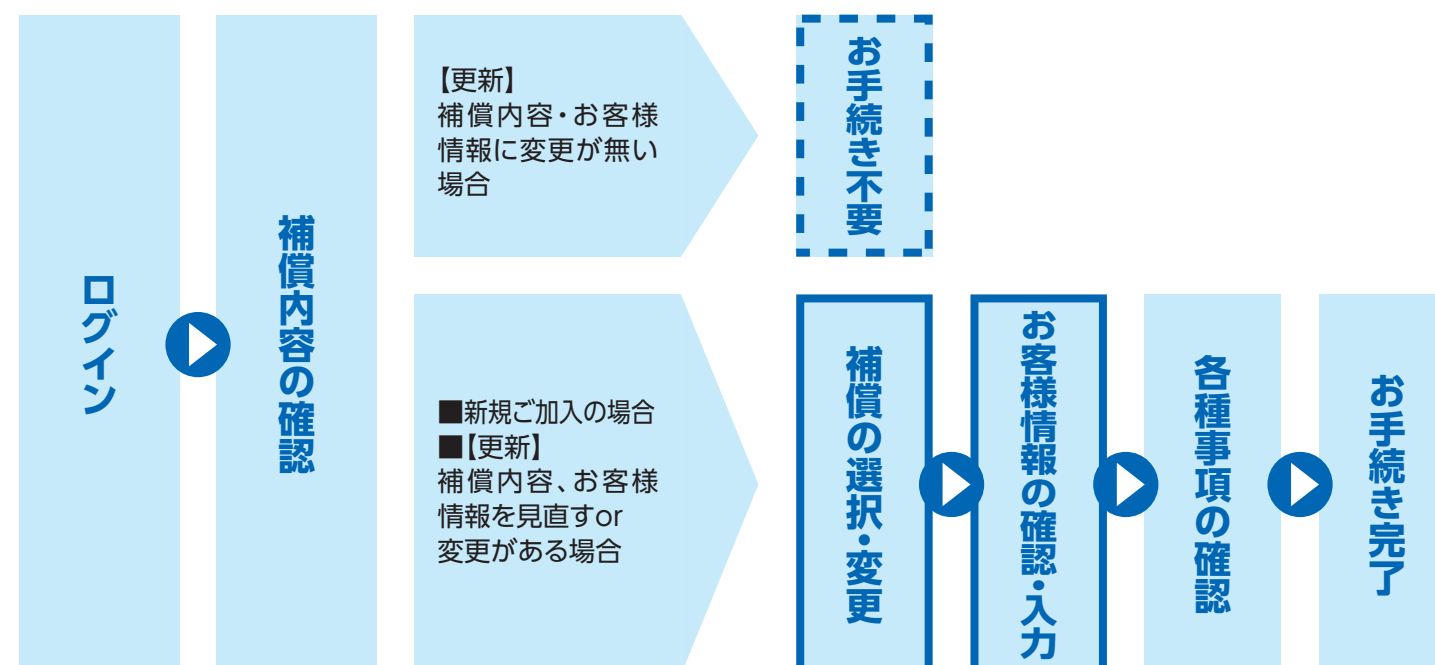 ログイン
補償内容の確認
【更新】
補償内容・お客様
情報に変更が無い
場合
お手続き不要
■新規ご加入の場合
■【更新】
補償内容、お客様
情報を見直すor
変更がある場合
補償の選択・変更
お客様情報の確認・入力
各種事項の確認
お手続き完了